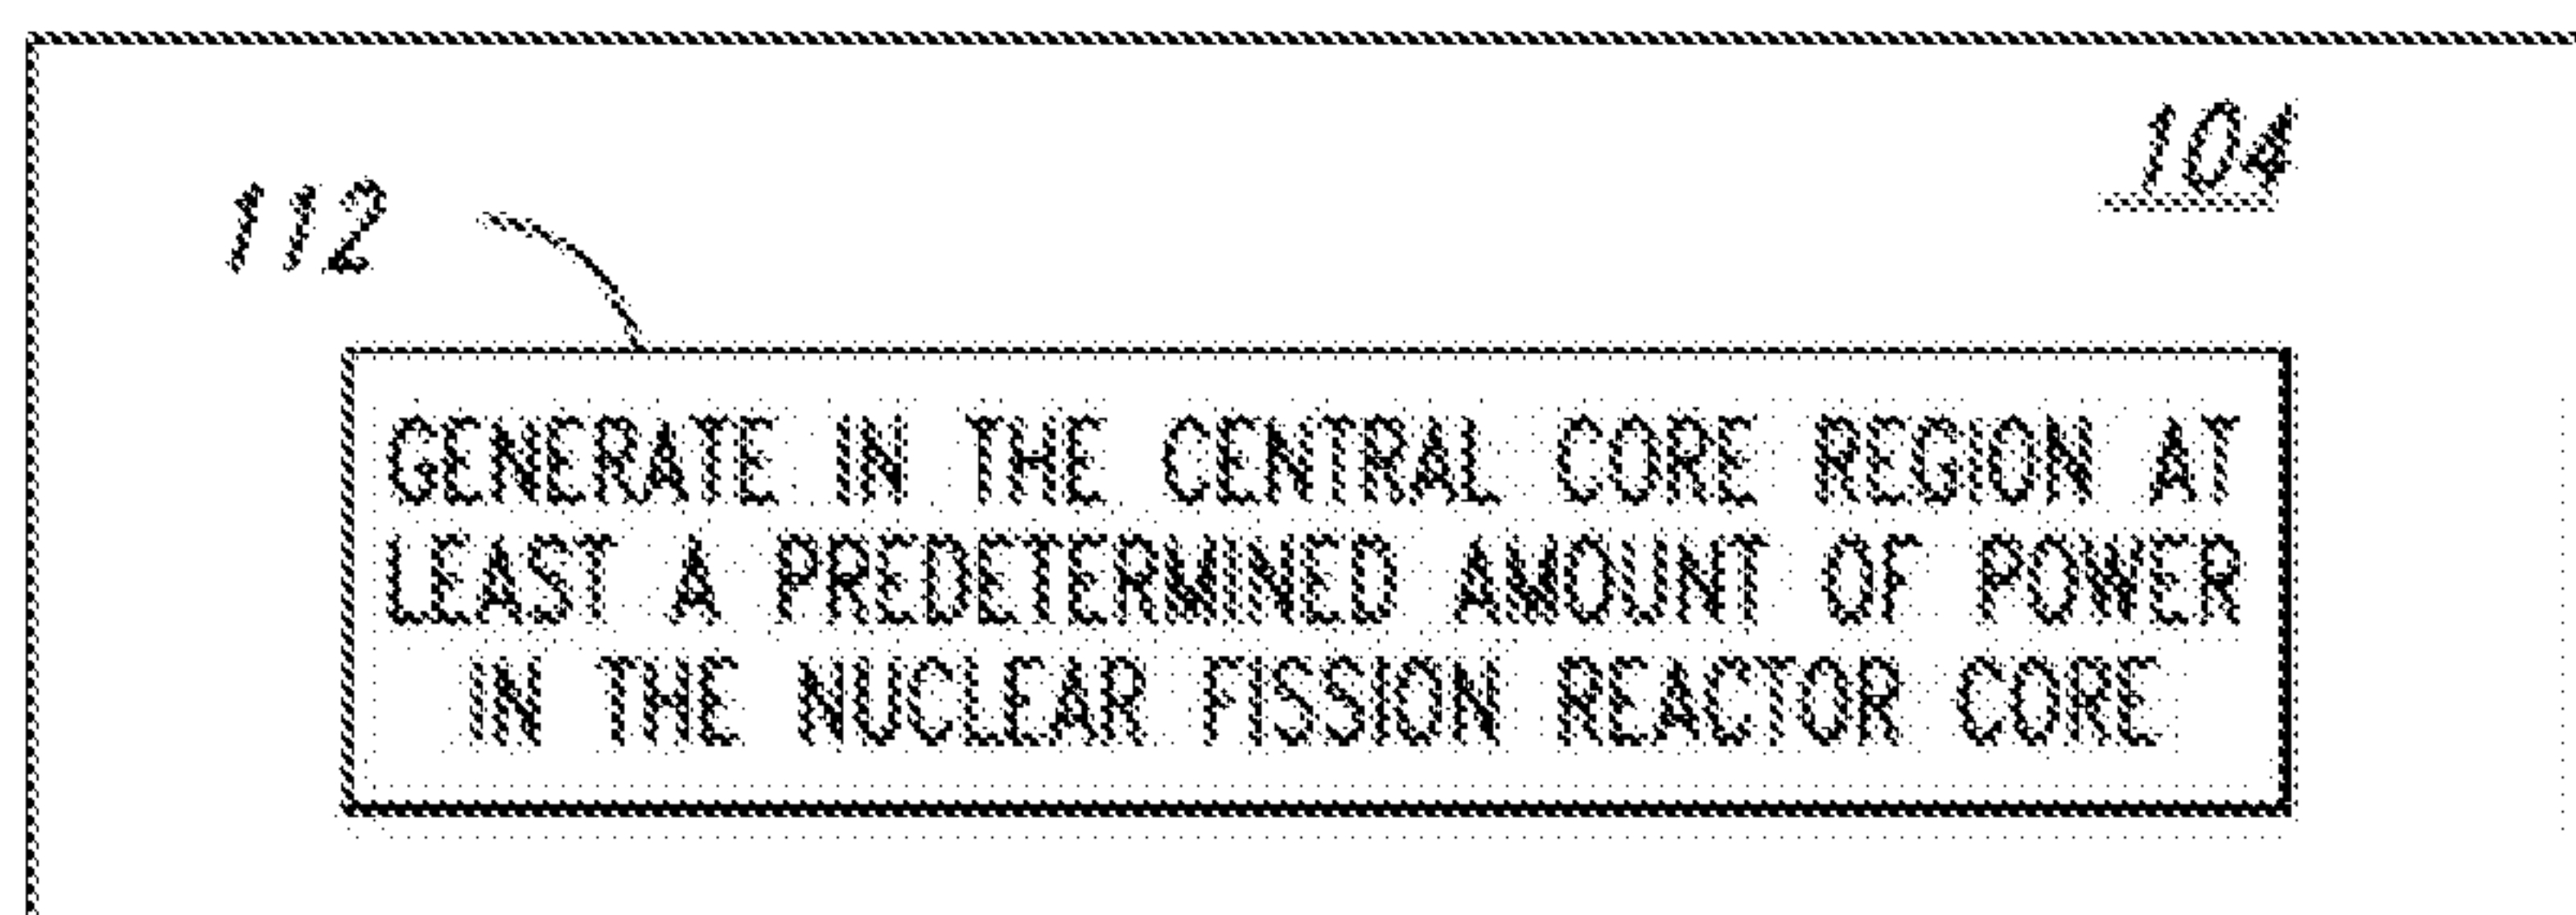 104
112
GENERATE IN THE CENTRAL CORE REGION AT
LEAST A PREDETERMINED AMOUNT OF POWER
IN THE NUCLEAR FISSION REACTOR CORE